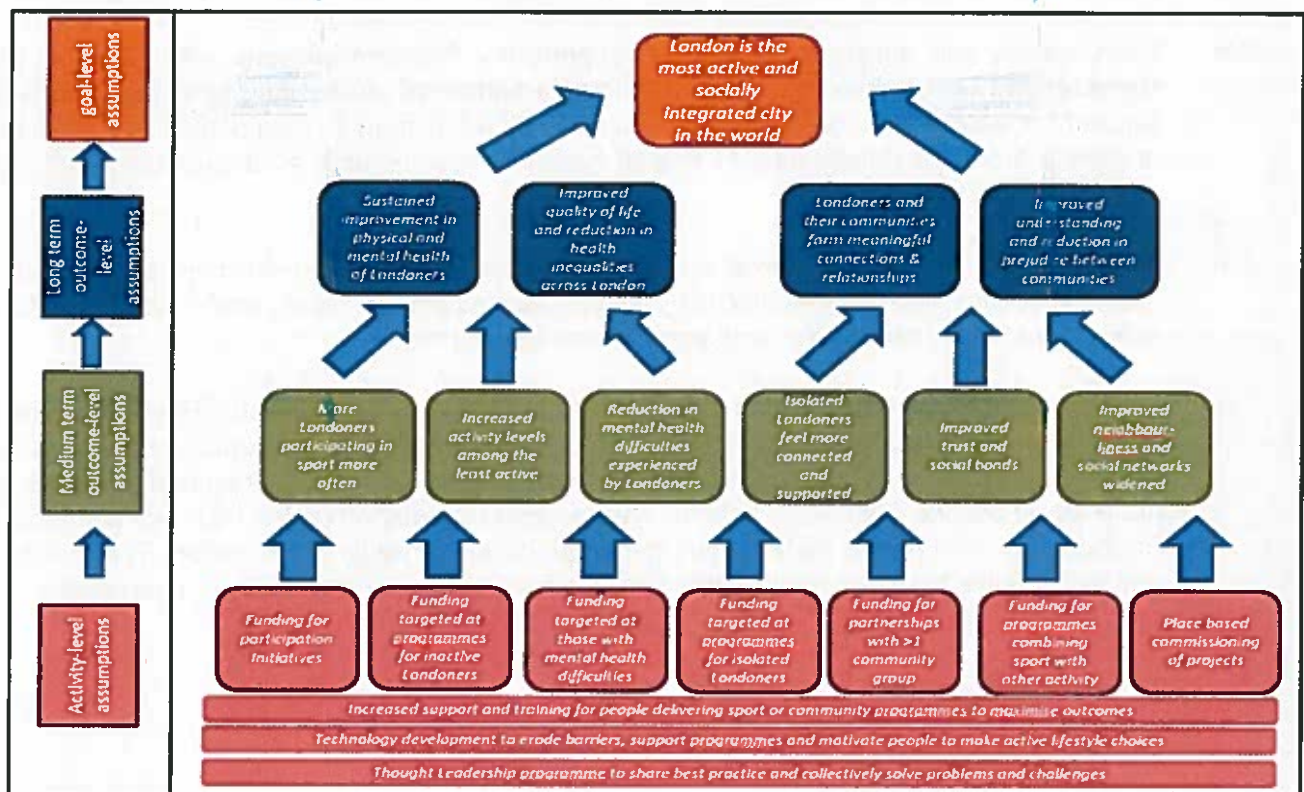 goal-level
assumptions
London is the
most active and
socially
integrated city
in the world
Long term
outcome-
level
assumptions
Sustained
improvement in
physical and
mental health
of Londoners
Improved
quality of life
and reduction in
health
inequalities
across London
Londoners and
their communities
form meaningful
connections &
relationships
Improved
understanding
and reduction in
prejudice between
communities
Medium term
outcome-level
assumptions
More
Londoners
participating in
sport more
often
Increased
activity levels
among the
least active
Reduction in
mental health
difficulties
experienced
by Londoners
Isolated
Londoners
feel more
connected
and
supported
Improved
trust and
social bonds
Improved
neighbour-
liness and
social networks
widened
Activity-level
assumptions
Funding for
participation
Initiatives
Funding
targeted at
programmes
for inactive
Londoners
Funding
targeted at
those with
mental health
difficulties
Funding
targeted at
programmes
for isolated
Londoners
Funding for
partnerships
with >1
community
group
Funding for
programmes
combining
sport with
other activity
Place based
commissioning
of projects
Increased support and training for people delivering sport or community programmes to maximise outcomes
Technology development to erode barriers, support programmes and motivate people to make active lifestyle choices
Thought Leadership programme to share best practice and collectively solve problems and challenges